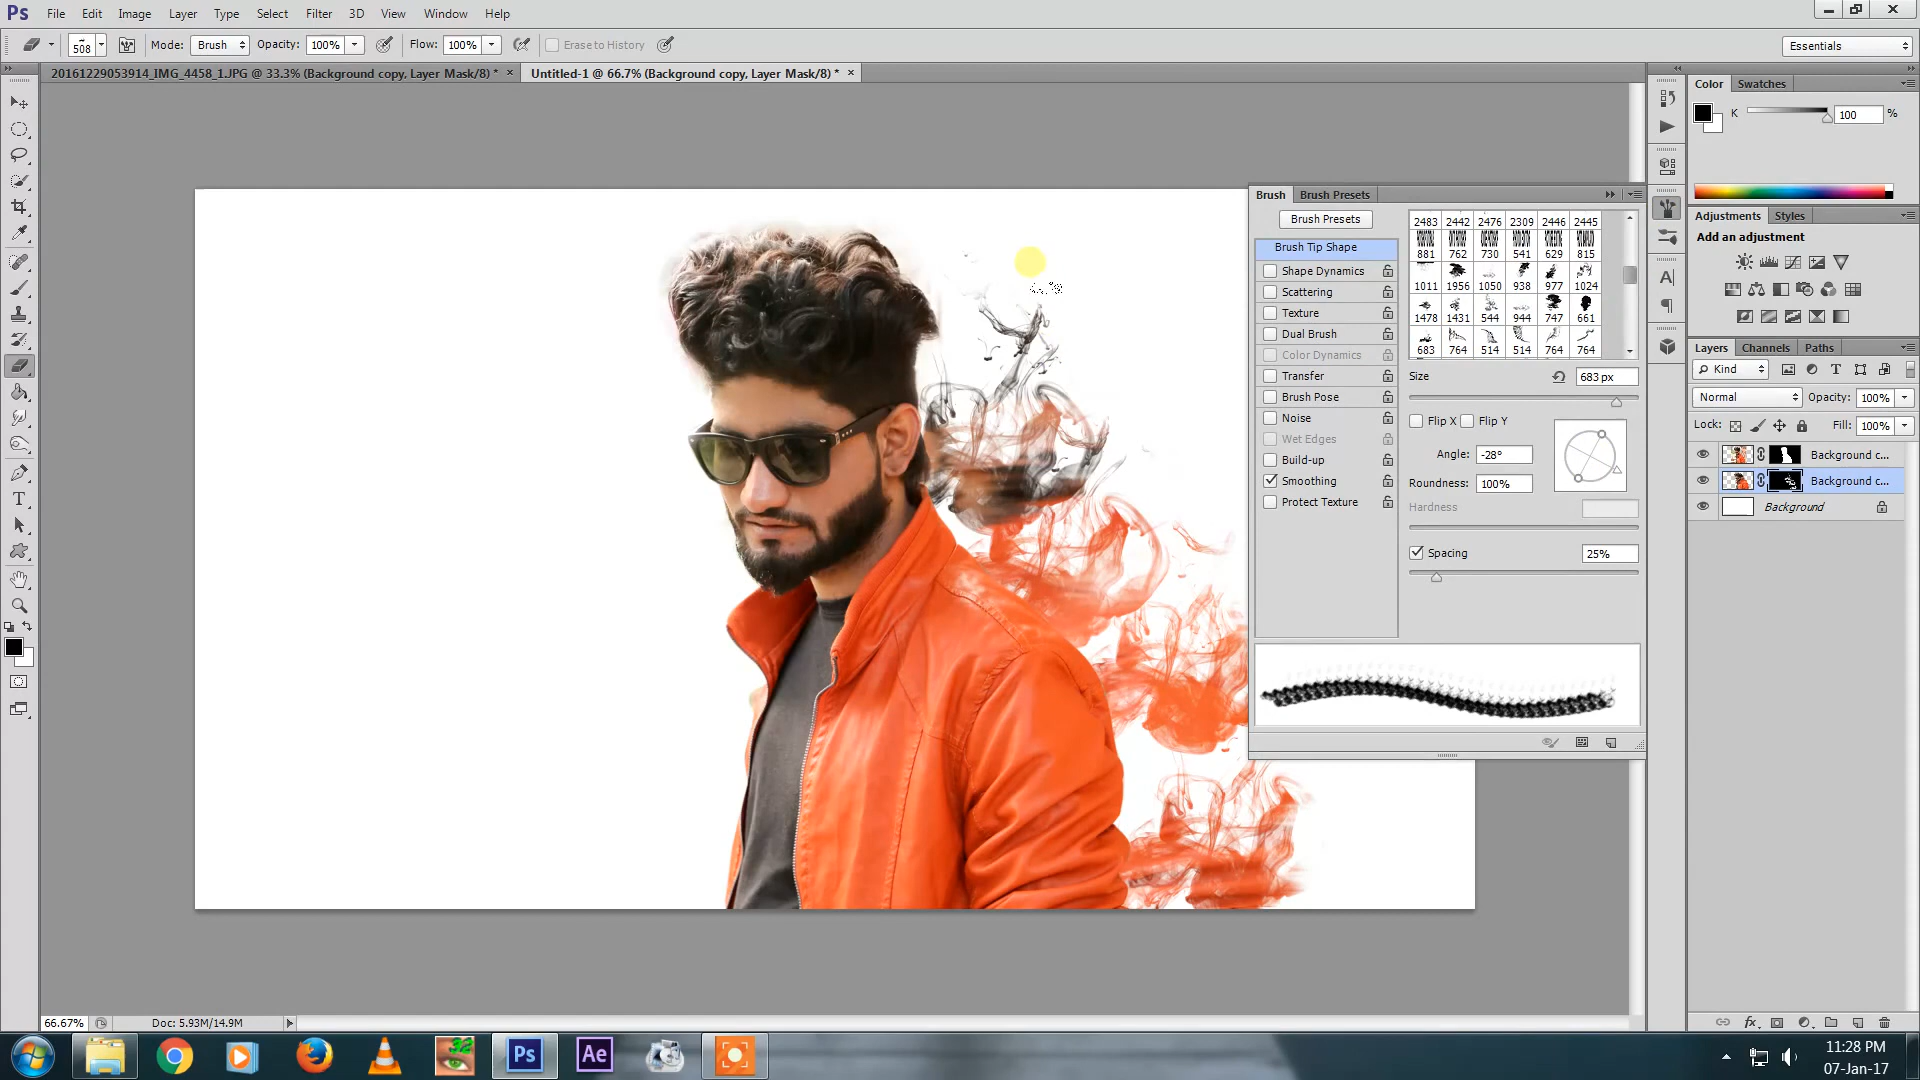 Ps File Edit Image Layer Type Select Filter 3D View Window Help
508 Mode: Brush Opacity: 100% Flow: 100% Erase to History Essentials
20161229053914_IMG_4458_1.JPG @ 33.3% (Background copy, Layer Mask/8) * × Untitled-1 @ 66.7% (Background copy, Layer Mask/8) * ×
Color Swatches
K 100 %
Brush Brush Presets
Brush Presets
Brush Tip Shape
Shape Dynamics
Scattering
Texture
Dual Brush
Color Dynamics
Transfer
Brush Pose
Noise
Wet Edges
Build-up
Smoothing
Protect Texture
2483 2442 2476 2309 2446 2445
881 762 730 541 629 815
1011 1956 1050 938 977 1024
1478 1431 544 944 747 661
683 764 514 514 764 764
Size 683 px
Flip X Flip Y
Angle: -28°
Roundness: 100%
Hardness
Spacing 25%
Adjustments Styles
Add an adjustment
Layers Channels Paths
Kind
Normal Opacity: 100%
Lock: Fill: 100%
Background c...
Background c...
Background
fx
66.67% Doc: 5.93M/14.9M
32 Ps Ae
11:28 PM
07-Jan-17